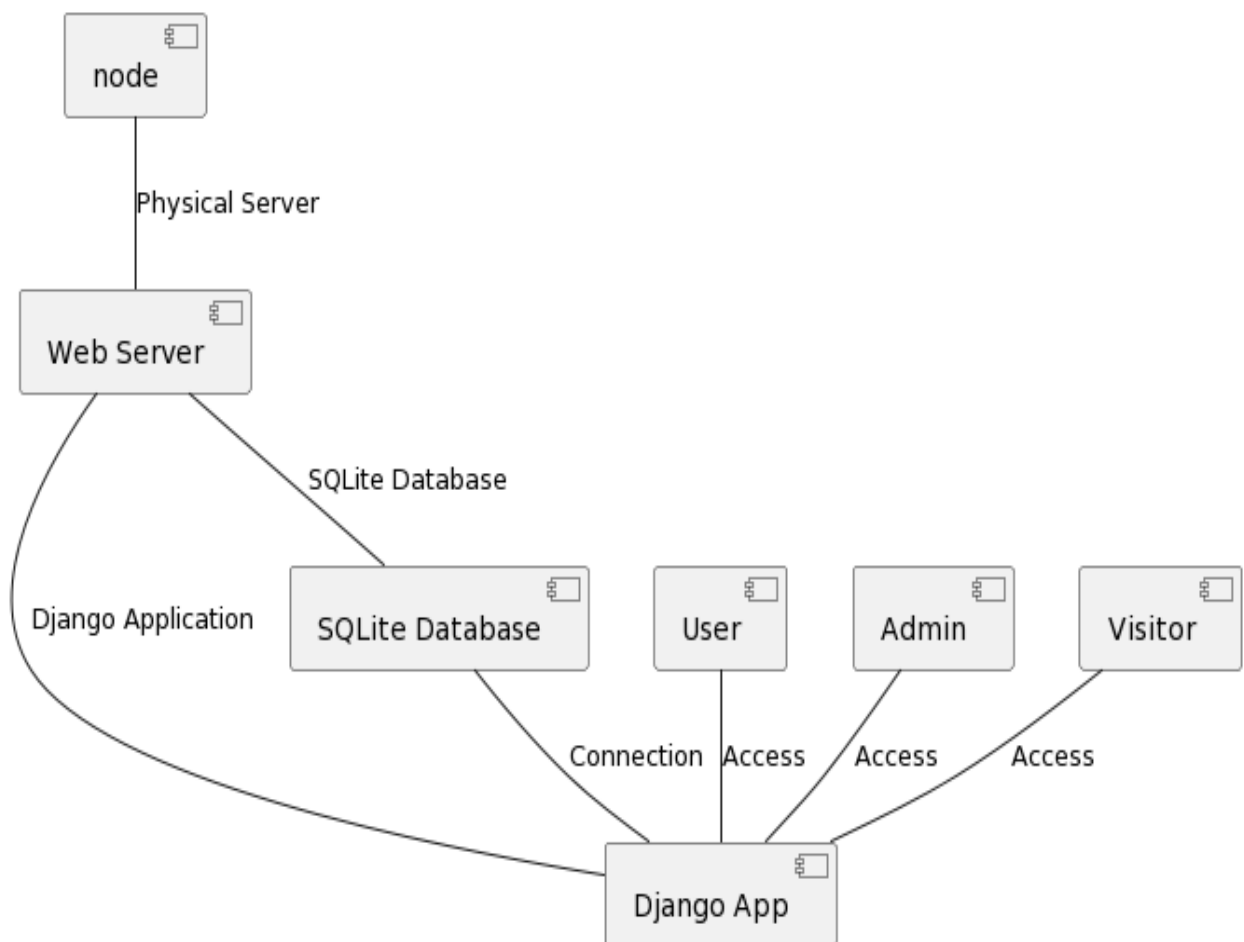 node
Physical Server
Web Server
SQLite Database
Django Application
SQLite Database
User
Admin
Visitor
Connection
Access
Access
Access
Django App